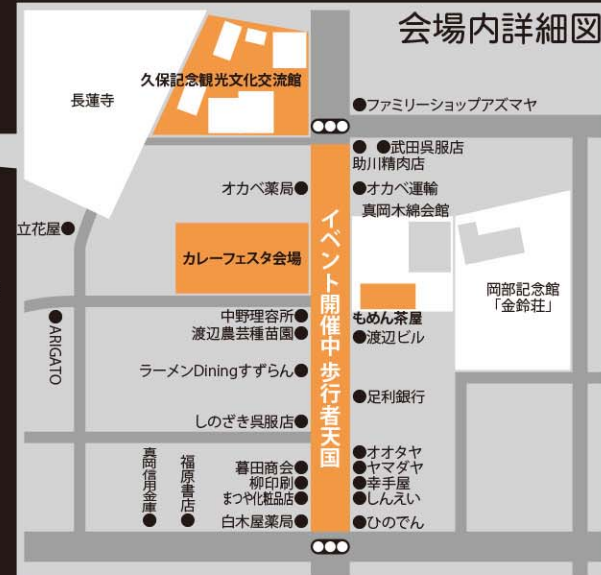 会場内詳細図
長蓮寺
久保記念観光文化交流館
●ファミリーショップアズマヤ
● ●武田呉服店
助川精肉店
オカベ薬局●
●オカベ運輸
真岡木綿会館
立花屋●
カレーフェスタ会場
イベント開催中 歩行者天国
岡部記念館
「金鈴荘」
もめん茶屋
中野理容所●
渡辺農芸種苗園●
●渡辺ビル
●ARIGATO
ラーメンDiningすずらん●
●足利銀行
しのざき呉服店●
真岡信用金庫●
福原書店●
暮田商会●
柳印刷●
まつや化粧品店●
白木屋薬局●
●オオタヤ
●ヤマダヤ
●幸手屋
●しんえい
●ひのでん